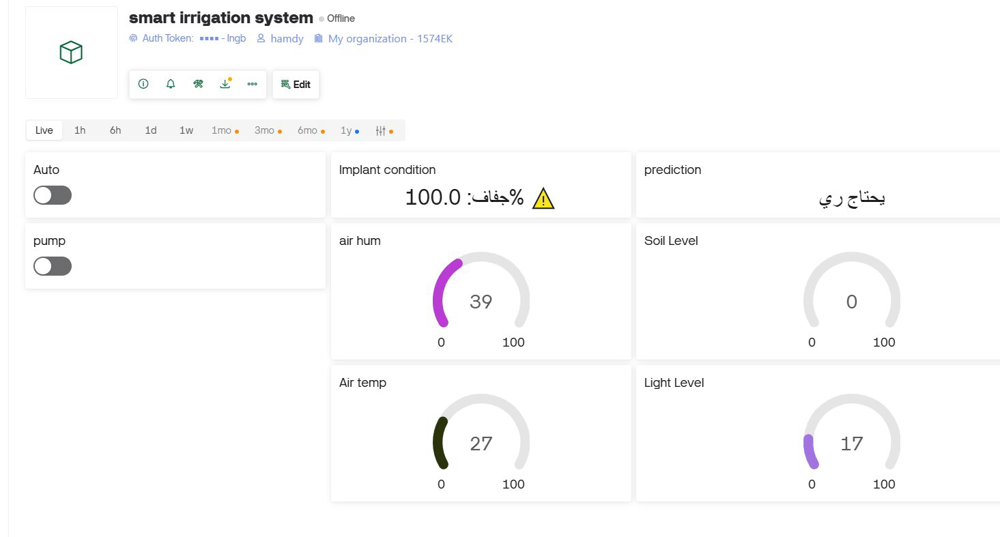 smart irrigation system Offline
Auth Token: ▪▪▪▪ - Ingb hamdy My organization - 1574EK
Edit
Live 1h 6h 1d 1w 1mo 3mo 6mo 1y
Auto
Implant condition
⚠ %جفاف: 100.0
prediction
يحتاج ري
pump
air hum
39
0 100
Soil Level
0
0 100
Air temp
27
0 100
Light Level
17
0 100